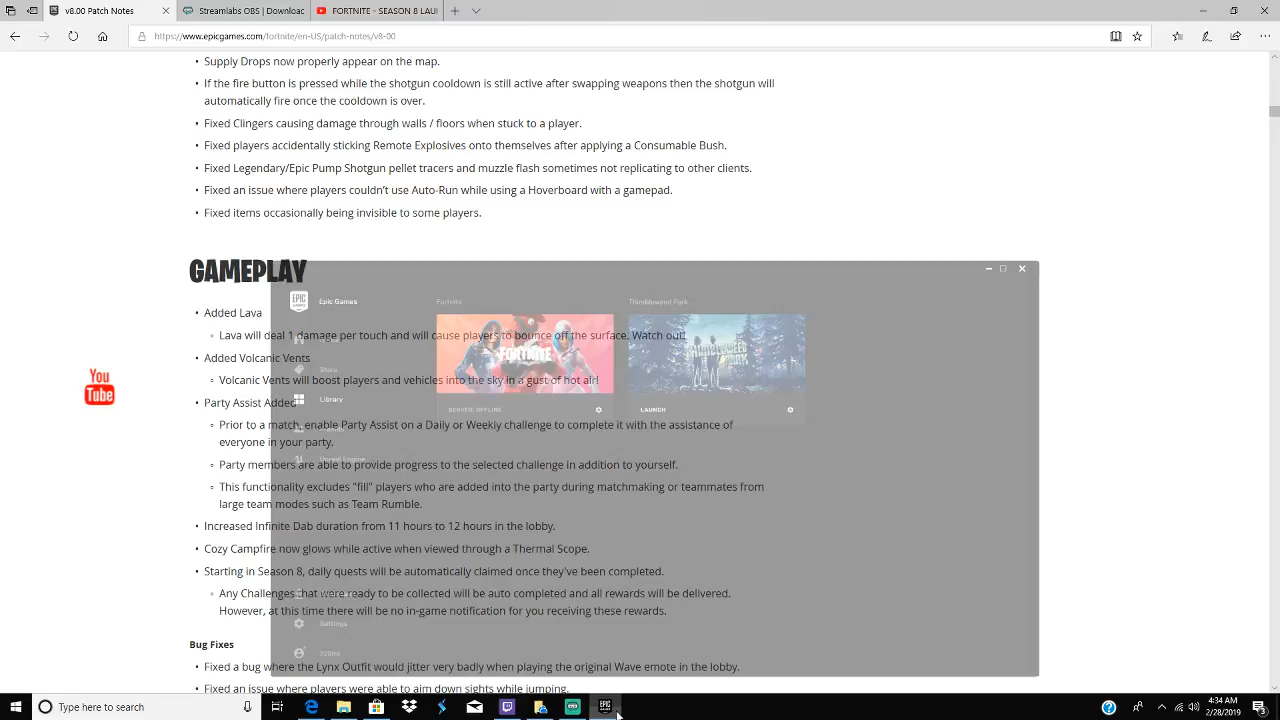 v8.00 Patch Notes
Streamlabs OBS | Downloac
FORTNITE - SEASON 8 LAUI
https://www.epicgames.com/fortnite/en-US/patch-notes/v8-00
• Supply Drops now properly appear on the map.
• If the fire button is pressed while the shotgun cooldown is still active after swapping weapons then the shotgun will
automatically fire once the cooldown is over.
• Fixed Clingers causing damage through walls / floors when stuck to a player.
• Fixed players accidentally sticking Remote Explosives onto themselves after applying a Consumable Bush.
• Fixed Legendary/Epic Pump Shotgun pellet tracers and muzzle flash sometimes not replicating to other clients.
• Fixed an issue where players couldn't use Auto-Run while using a Hoverboard with a gamepad.
• Fixed items occasionally being invisible to some players.
GAMEPLAY
Epic Games
Fortnite
Thimbleweed Park
• Added Lava
◦ Lava will deal 1 damage per touch and will cause players to bounce off the surface. Watch out!
FORTNITE
THIMBLEWEED PARK
• Added Volcanic Vents
Store
◦ Volcanic Vents will boost players and vehicles into the sky in a gust of hot air!
You
Tube
Library
• Party Assist Added
SERVER OFFLINE
LAUNCH
◦ Prior to a match, enable Party Assist on a Daily or Weekly challenge to complete it with the assistance of
everyone in your party.
Unreal Engine
◦ Party members are able to provide progress to the selected challenge in addition to yourself.
◦ This functionality excludes "fill" players who are added into the party during matchmaking or teammates from
large team modes such as Team Rumble.
• Increased Infinite Dab duration from 11 hours to 12 hours in the lobby.
• Cozy Campfire now glows while active when viewed through a Thermal Scope.
• Starting in Season 8, daily quests will be automatically claimed once they've been completed.
◦ Any Challenges that were ready to be collected will be auto completed and all rewards will be delivered.
However, at this time there will be no in-game notification for you receiving these rewards.
Settings
Bug Fixes
• Fixed a bug where the Lynx Outfit would jitter very badly when playing the original Wave emote in the lobby.
• Fixed an issue where players were able to aim down sights while jumping.
Type here to search
4:34 AM
2/28/2019